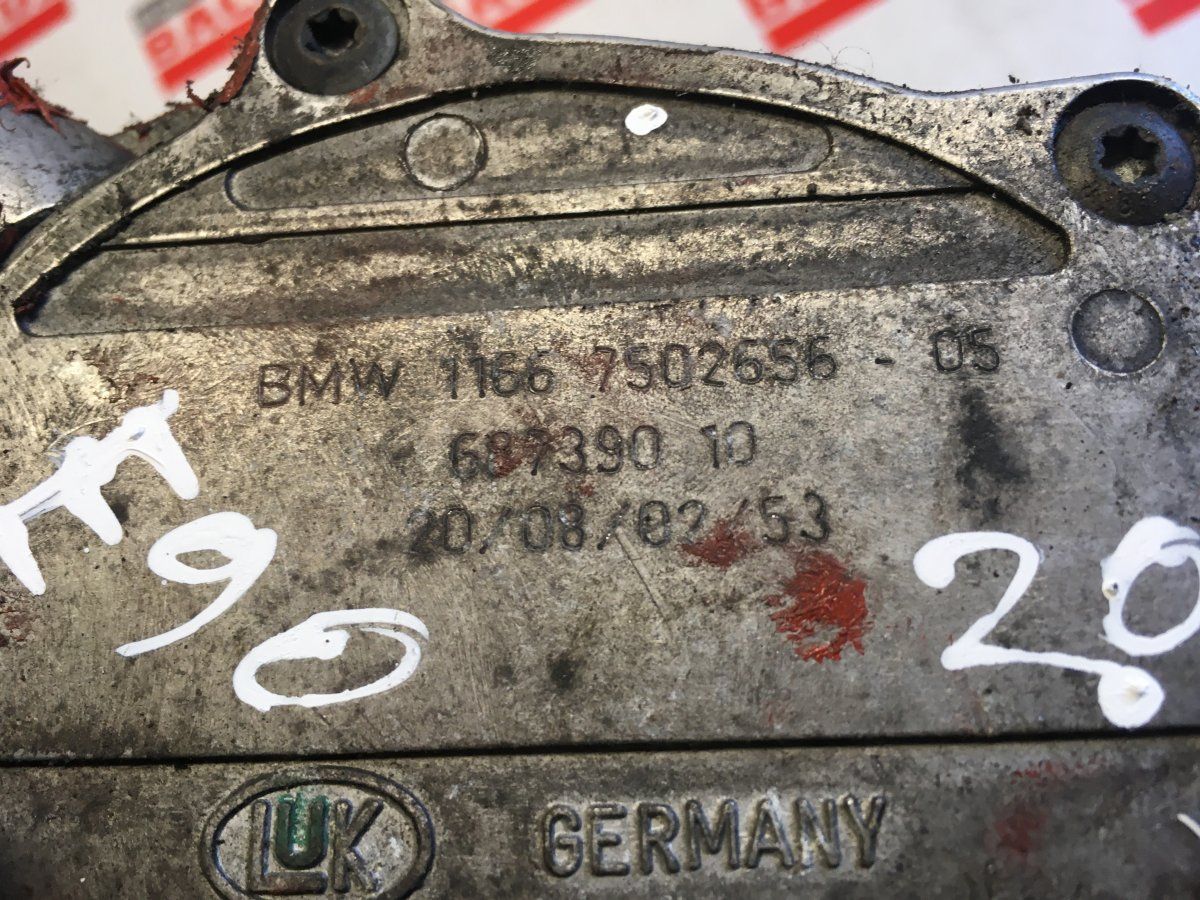 BMW 1166 7502656 - 05
687390 10
20/08/02/53
E90
20
LUK
GERMANY